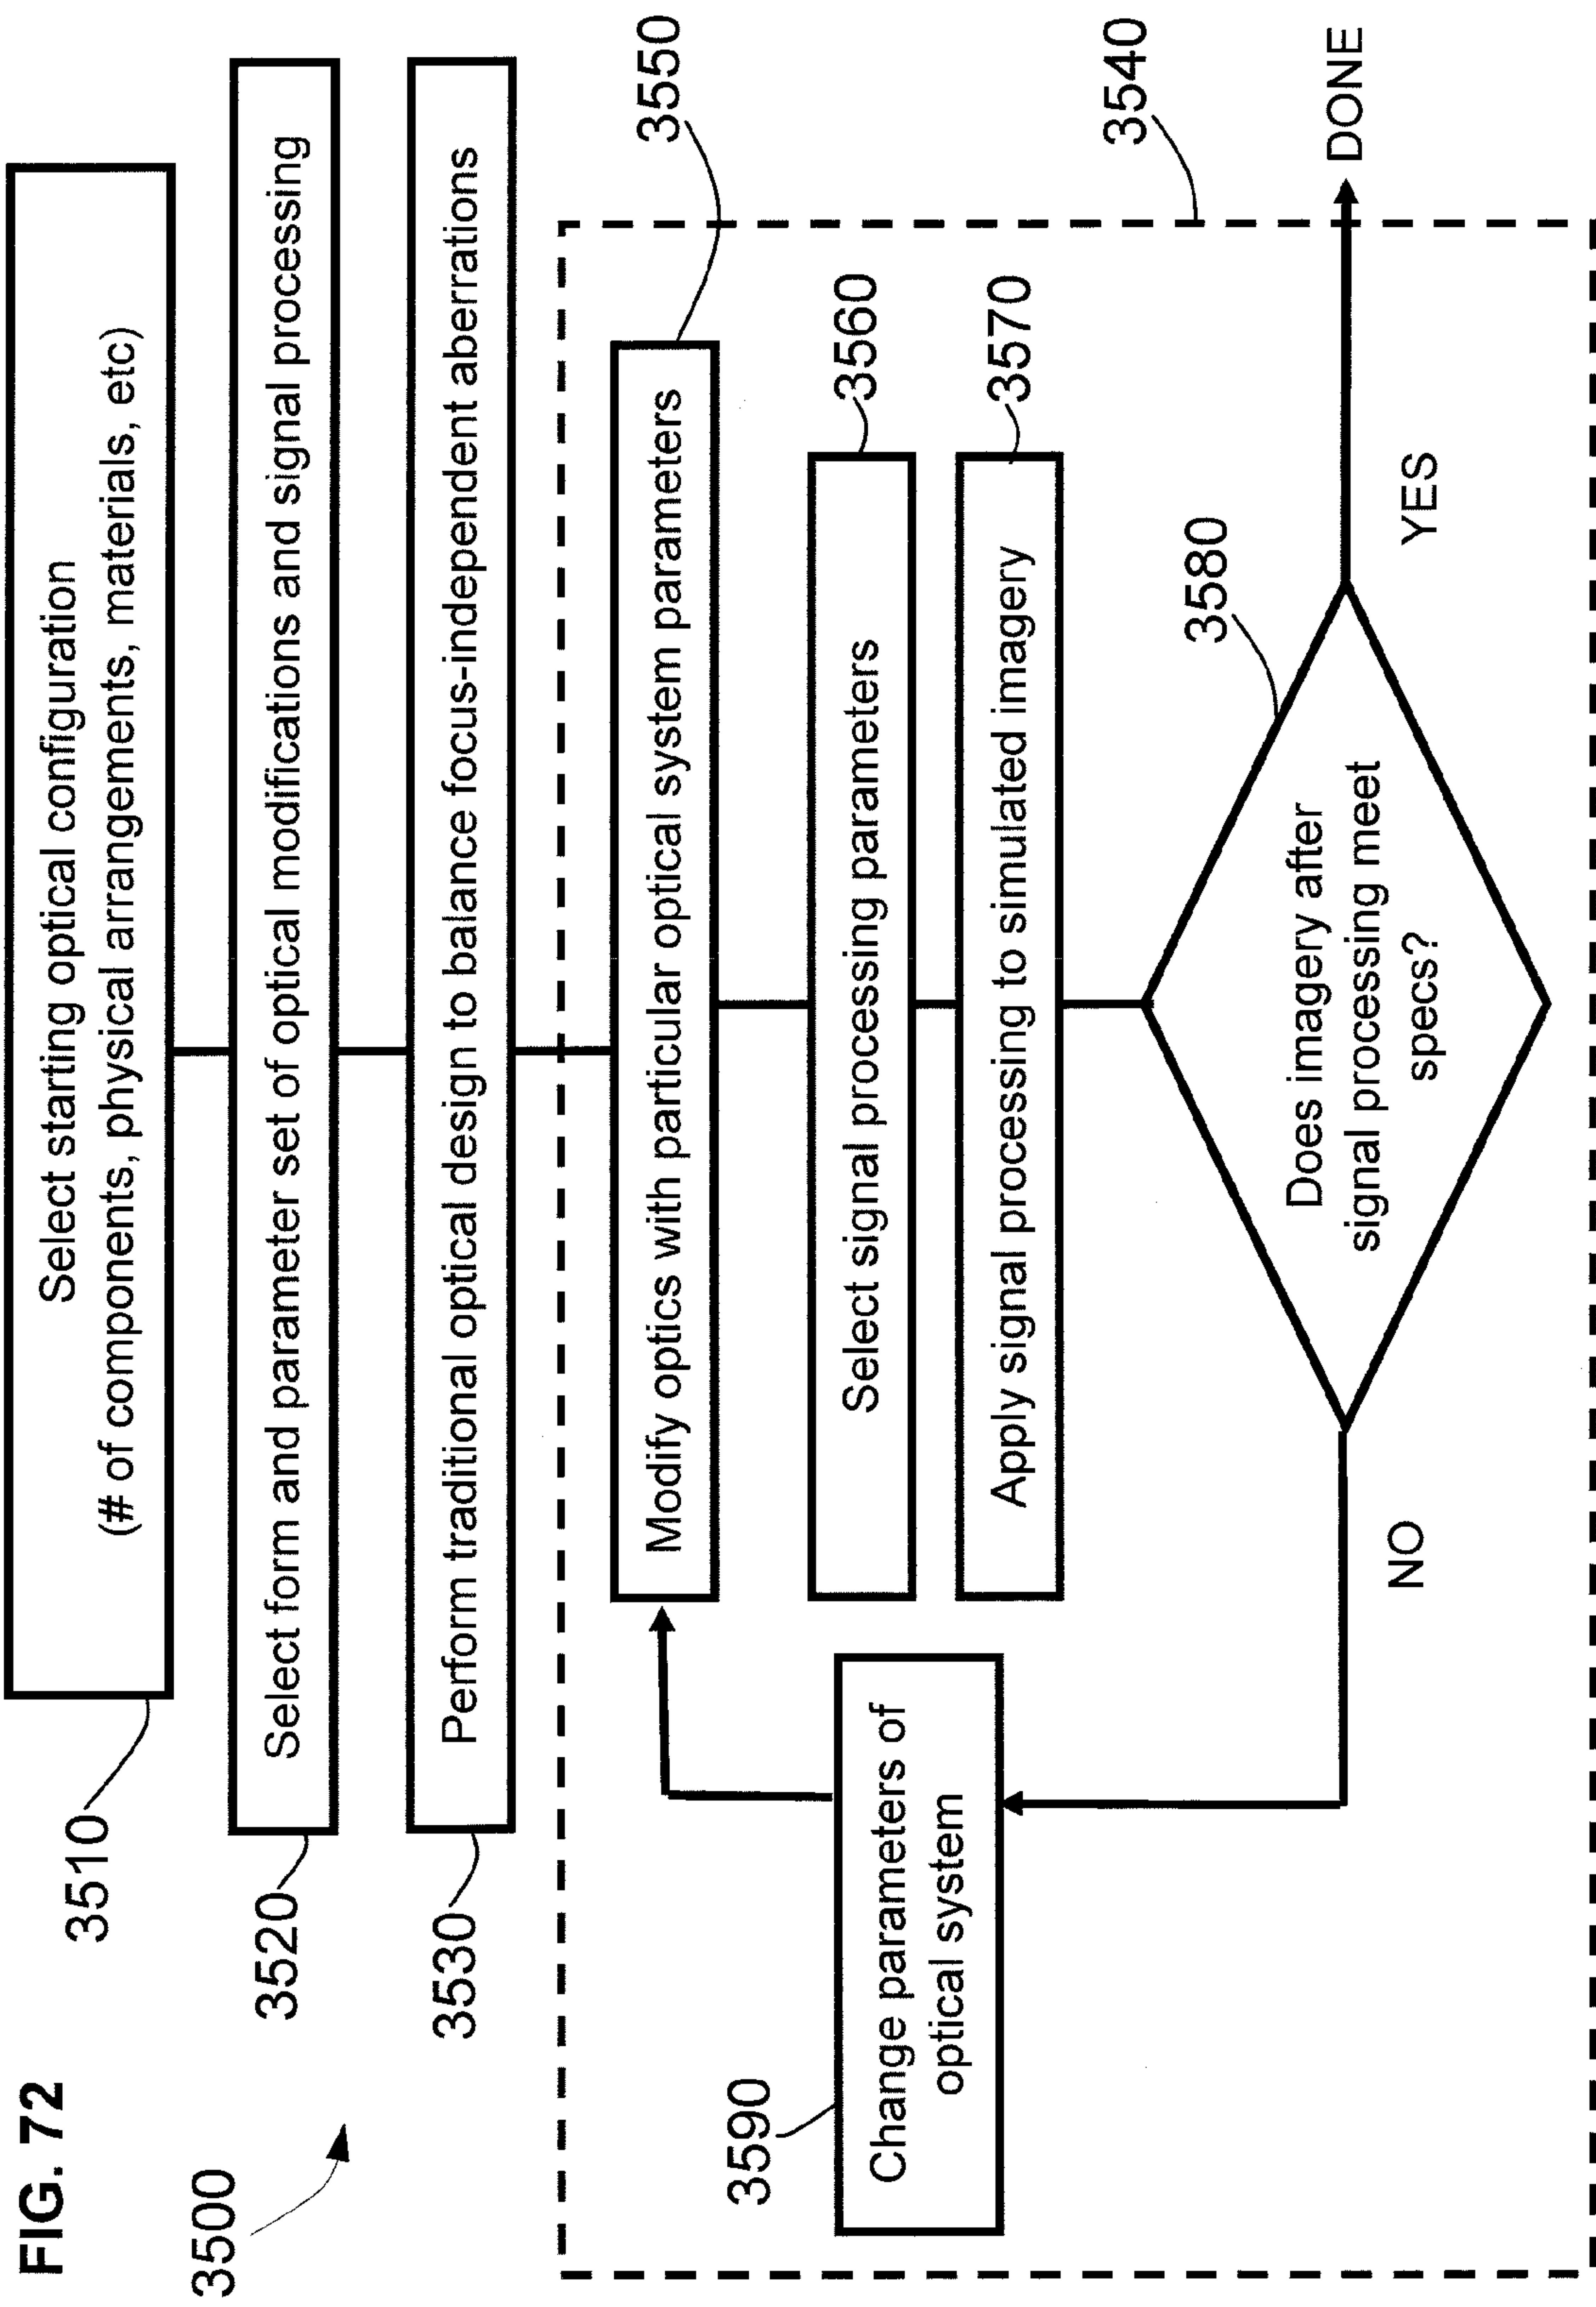 FIG. 72
3500
3510
Select starting optical configuration
(# of components, physical arrangements, materials, etc)
3520
Select form and parameter set of optical modifications and signal processing
3530
Perform traditional optical design to balance focus-independent aberrations
3550
Modify optics with particular optical system parameters
3590
Change parameters of
optical system
3560
Select signal processing parameters
3570
Apply signal processing to simulated imagery
3540
3580
Does imagery after
signal processing meet
specs?
NO
YES
DONE